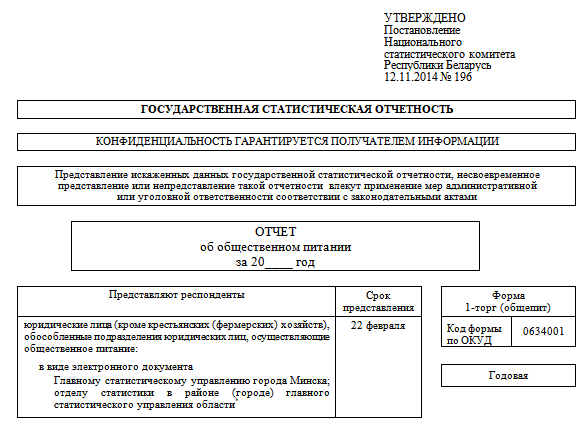 УТВЕРЖДЕНО
Постановление
Национального
статистического комитета
Республики Беларусь
12.11.2014 № 196
ГОСУДАРСТВЕННАЯ СТАТИСТИЧЕСКАЯ ОТЧЕТНОСТЬ
КОНФИДЕНЦИАЛЬНОСТЬ ГАРАНТИРУЕТСЯ ПОЛУЧАТЕЛЕМ ИНФОРМАЦИИ
Представление искаженных данных государственной статистической отчетности, несвоевременное
представление или непредставление такой отчетности влекут применение мер административной
или уголовной ответственности соответствии с законодательными актами
ОТЧЕТ
об общественном питании
за 20____ год
Представляют респонденты
Срок
представления
юридические лица (кроме крестьянских (фермерских) хозяйств),
обособленные подразделения юридических лиц, осуществляющие
общественное питание:
в виде электронного документа
Главному статистическому управлению города Минска;
отделу статистики в районе (городе) главного
статистического управления области*
22 февраля
Форма
1-торг (общепит)
Код формы
по ОКУД
0634001
Годовая